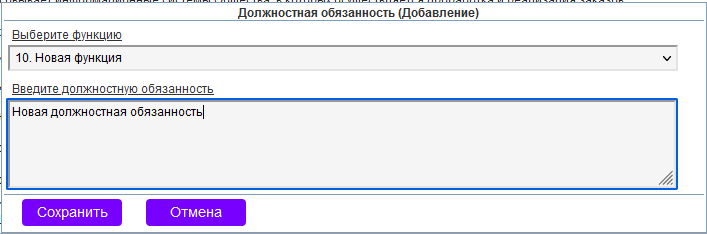 Должностная обязанность (Добавление)
Выберите функцию
10. Новая функция
Введите должностную обязанность
Новая должностная обязанность
Сохранить Отмена